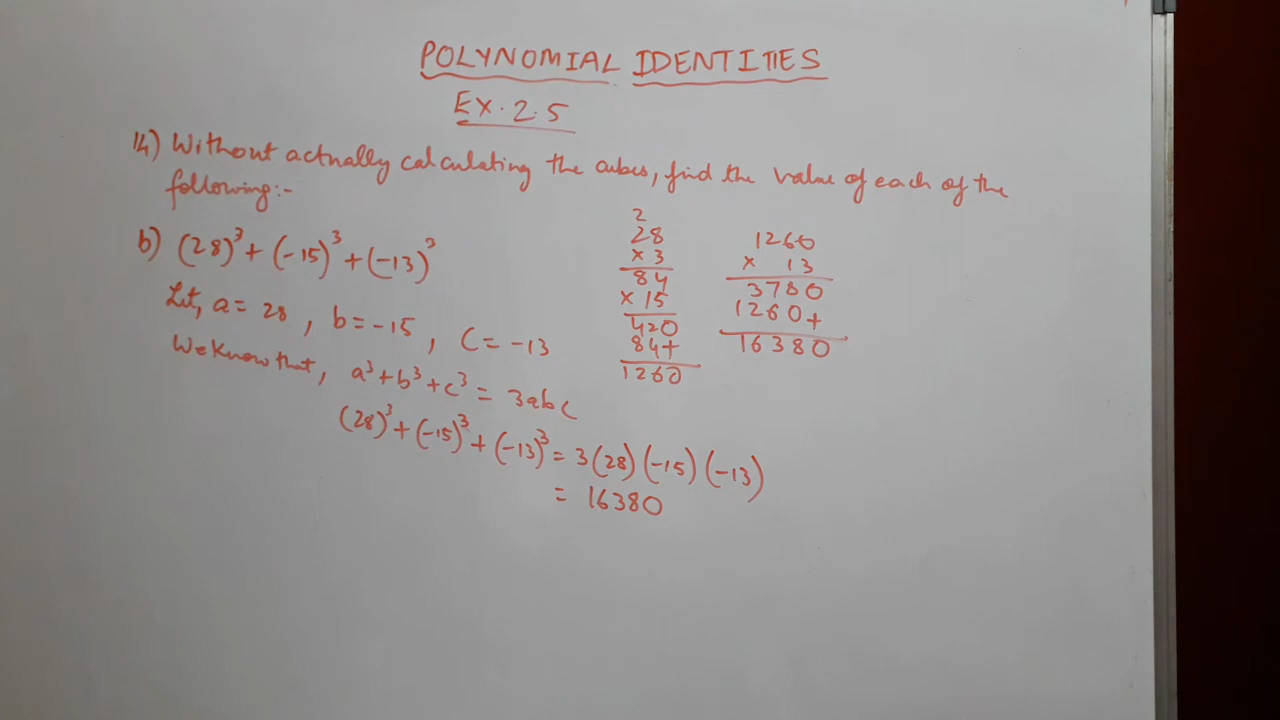 POLYNOMIAL IDENTITIES
EX. 2.5
14) Without actually calculating the cubes, find the value of each of the
following:-
b) (28)³ + (-15)³ + (-13)³
Let, a = 28 , b = -15 , C = -13
We Know that, a³ + b³ + c³ = 3abc
(28)³ + (-15)³ + (-13)³ = 3(28)(-15)(-13)
= 16380
2
28
× 3
84
× 15
420
84+
1260
1260
× 13
3780
1260+
16380